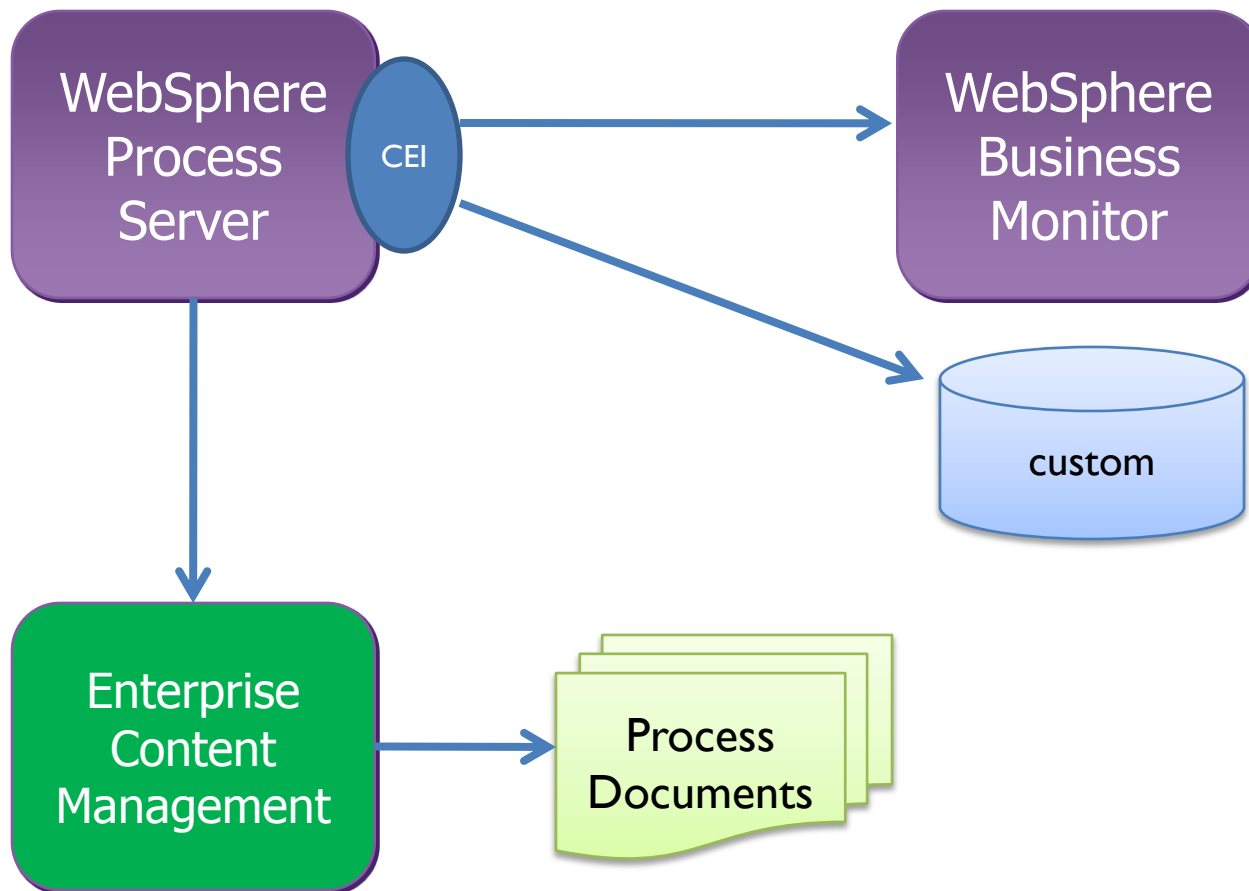 WebSphere
Process
Server
CEI
WebSphere
Business
Monitor
custom
Enterprise
Content
Management
Process
Documents